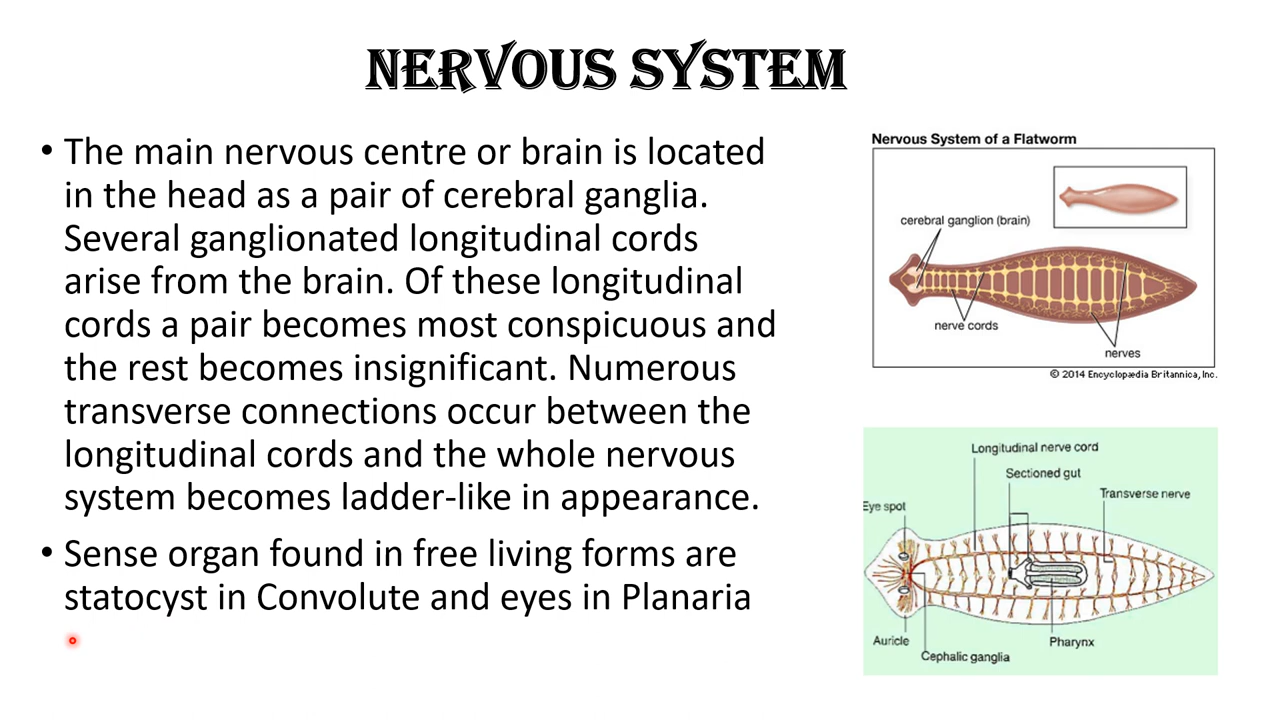 NERVOUS SYSTEM
• The main nervous centre or brain is located
in the head as a pair of cerebral ganglia.
Several ganglionated longitudinal cords
arise from the brain. Of these longitudinal
cords a pair becomes most conspicuous and
the rest becomes insignificant. Numerous
transverse connections occur between the
longitudinal cords and the whole nervous
system becomes ladder-like in appearance.
• Sense organ found in free living forms are
statocyst in Convolute and eyes in Planaria
Nervous System of a Flatworm
cerebral ganglion (brain)
nerve cords
nerves
© 2014 Encyclopædia Britannica, Inc.
Longitudinal nerve cord
Sectioned gut
Transverse nerve
Eye spot
Auricle
Pharynx
Cephalic ganglia